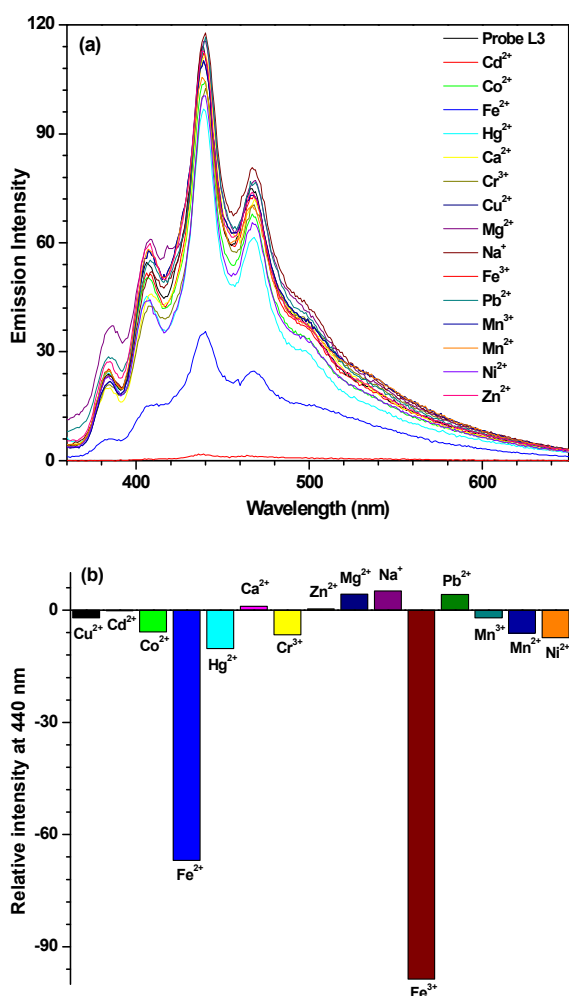 (a)
120
90
60
30
0
Emission Intensity
400
500
600
Wavelength (nm)
Probe L3
Cd²⁺
Co²⁺
Fe²⁺
Hg²⁺
Ca²⁺
Cr³⁺
Cu²⁺
Mg²⁺
Na⁺
Fe³⁺
Pb²⁺
Mn³⁺
Mn²⁺
Ni²⁺
Zn²⁺
(b)
0
-30
-60
-90
Relative intensity at 440 nm
Cu²⁺
Cd²⁺
Co²⁺
Fe²⁺
Hg²⁺
Ca²⁺
Cr³⁺
Zn²⁺
Mg²⁺
Na⁺
Fe³⁺
Pb²⁺
Mn³⁺
Mn²⁺
Ni²⁺